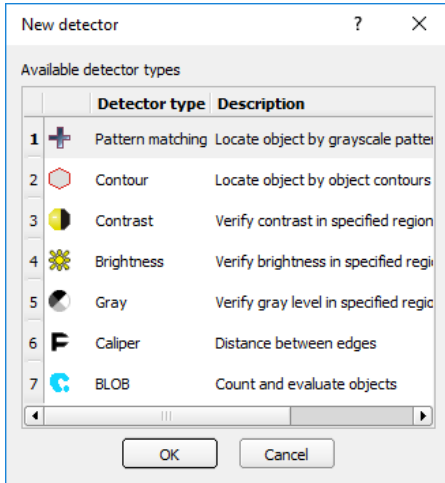 New detector ?
Available detector types
Detector type Description
1 Pattern matching Locate object by grayscale patter
2 Contour Locate object by object contours
3 Contrast Verify contrast in specified region
4 Brightness Verify brightness in specified regi
5 Gray Verify gray level in specified regio
6 Caliper Distance between edges
7 BLOB Count and evaluate objects
OK Cancel